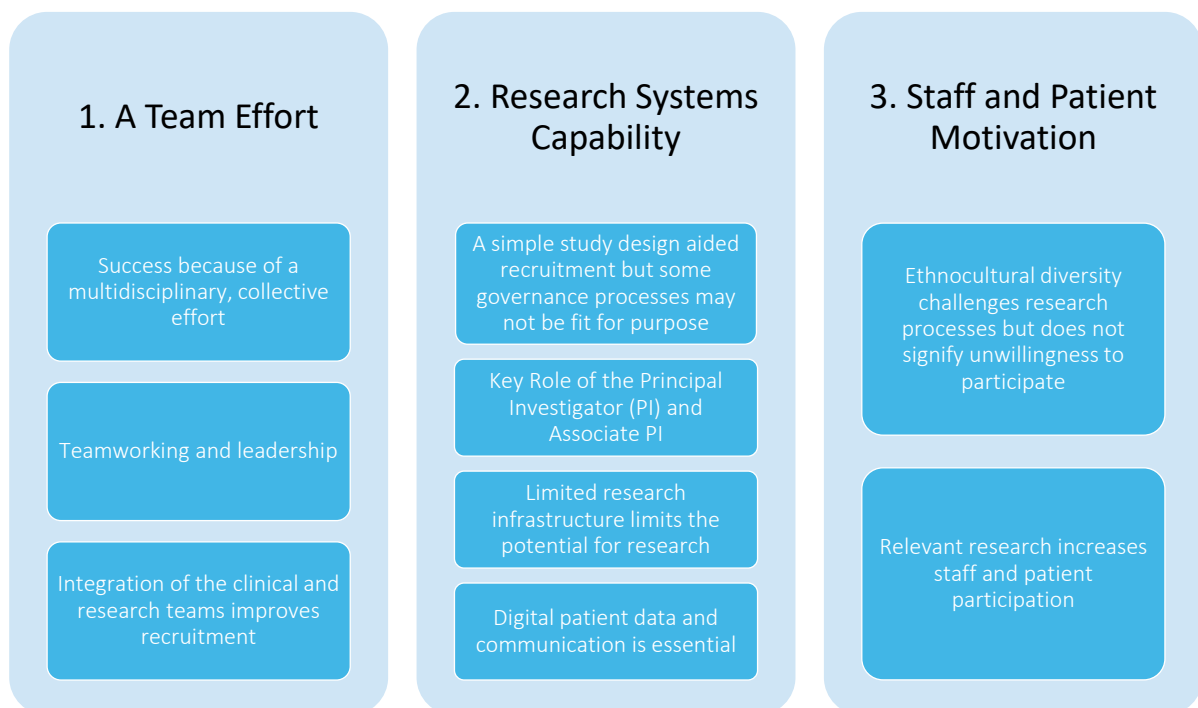 1. A Team Effort
Success because of a
multidisciplinary, collective
effort
Teamworking and leadership
Integration of the clinical and
research teams improves
recruitment
2. Research Systems
Capability
A simple study design aided
recruitment but some
governance processes may
not be fit for purpose
Key Role of the Principal
Investigator (PI) and
Associate PI
Limited research
infrastructure limits the
potential for research
Digital patient data and
communication is essential
3. Staff and Patient
Motivation
Ethnocultural diversity
challenges research
processes but does not
signify unwillingness to
participate
Relevant research increases
staff and patient
participation